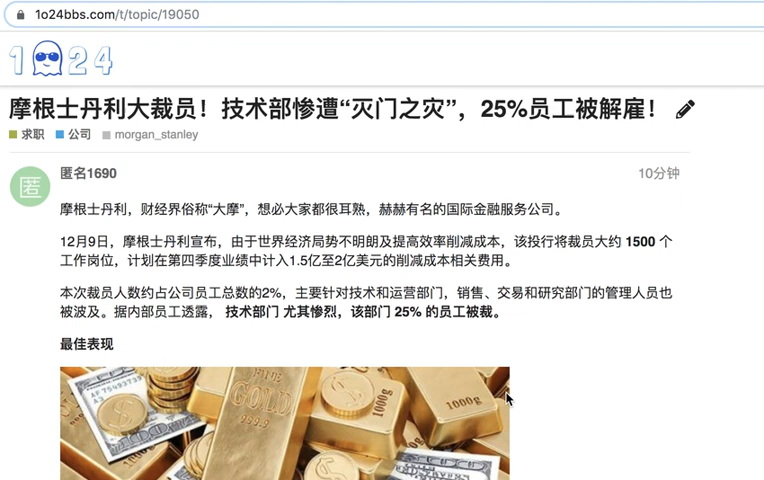 1o24bbs.com/t/topic/19050
1 24
摩根士丹利大裁员！技术部惨遭“灭门之灾”，25%员工被解雇！
求职 公司 morgan_stanley
匿
匿名1690
10分钟
摩根士丹利，财经界俗称“大摩”，想必大家都很耳熟，赫赫有名的国际金融服务公司。
12月9日，摩根士丹利宣布，由于世界经济局势不明朗及提高效率削减成本，该投行将裁员大约 1500 个
工作岗位，计划在第四季度业绩中计入1.5亿至2亿美元的削减成本相关费用。
本次裁员人数约占公司员工总数的2%，主要针对技术和运营部门，销售、交易和研究部门的管理人员也
被波及。据内部员工透露， 技术部门 尤其惨烈，该部门 25% 的员工被裁。
最佳表现
FINE
GOLD
999.9
1000g
1000g
1000g